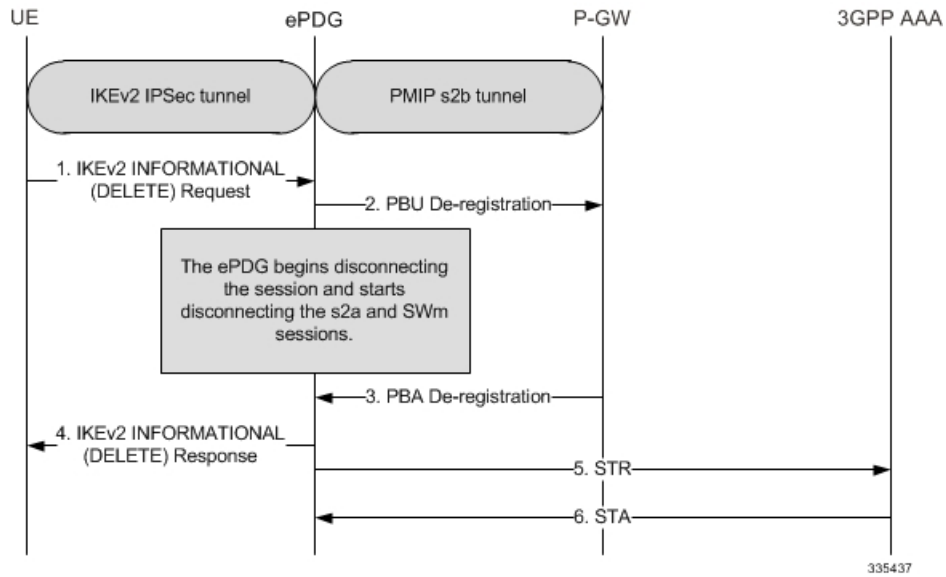 UE
ePDG
P-GW
3GPP AAA
IKEv2 IPSec tunnel
PMIP s2b tunnel
1. IKEv2 INFORMATIONAL
(DELETE) Request
2. PBU De-registration
The ePDG begins disconnecting
the session and starts
disconnecting the s2a and SWm
sessions.
3. PBA De-registration
4. IKEv2 INFORMATIONAL
(DELETE) Response
5. STR
6. STA
335437